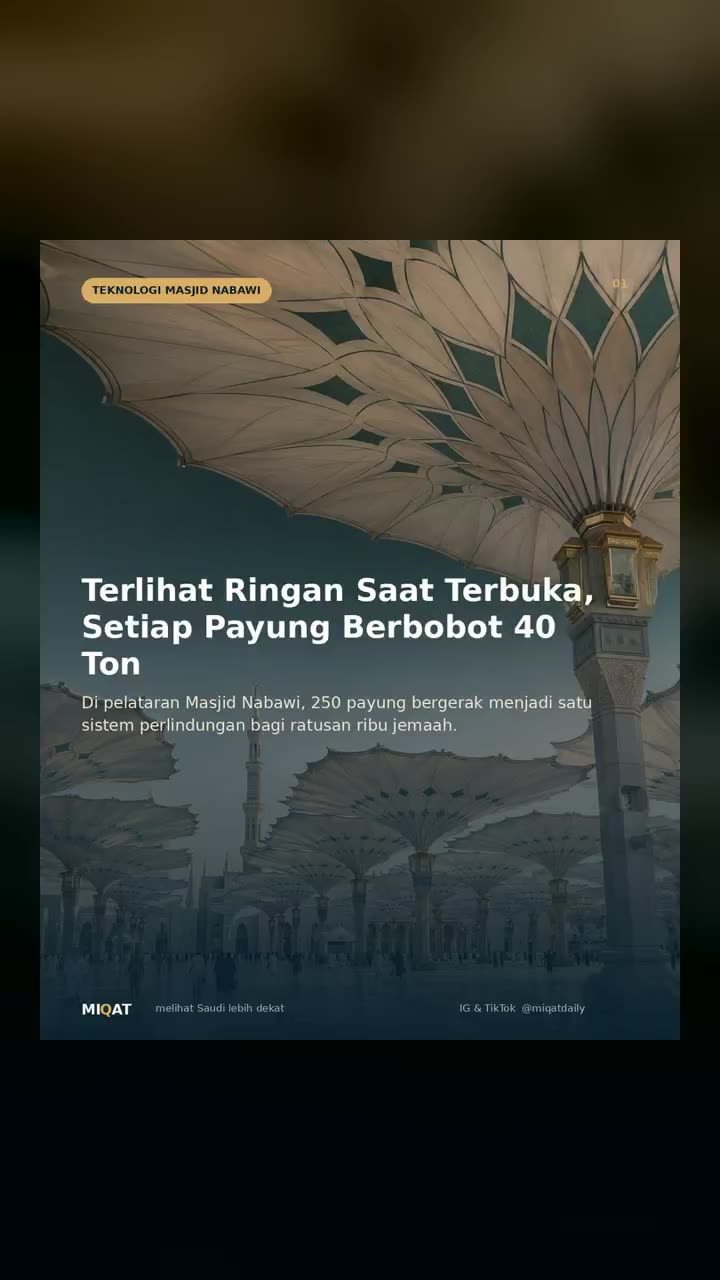 TEKNOLOGI MASJID NABAWI
01
Terlihat Ringan Saat Terbuka,
Setiap Payung Berbobot 40
Ton
Di pelataran Masjid Nabawi, 250 payung bergerak menjadi satu
sistem perlindungan bagi ratusan ribu jemaah.
MIQAT melihat Saudi lebih dekat IG & TikTok @miqatdaily